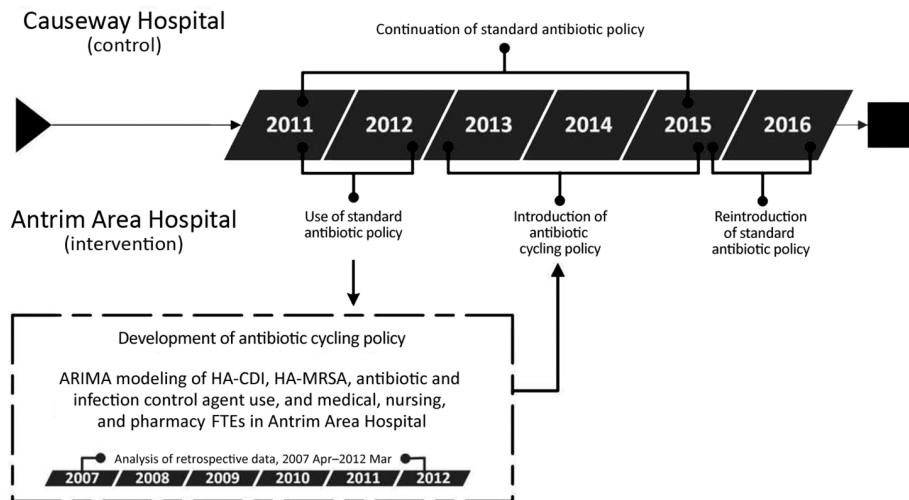 Causeway Hospital
(control)
Continuation of standard antibiotic policy
2011 2012 2013 2014 2015 2016
Antrim Area Hospital
(intervention)
Use of standard
antibiotic policy
Introduction of
antibiotic
cycling policy
Reintroduction
of standard
antibiotic policy
Development of antibiotic cycling policy
ARIMA modeling of HA-CDI, HA-MRSA, antibiotic and
infection control agent use, and medical, nursing,
and pharmacy FTEs in Antrim Area Hospital
Analysis of retrospective data, 2007 Apr–2012 Mar
2007 2008 2009 2010 2011 2012